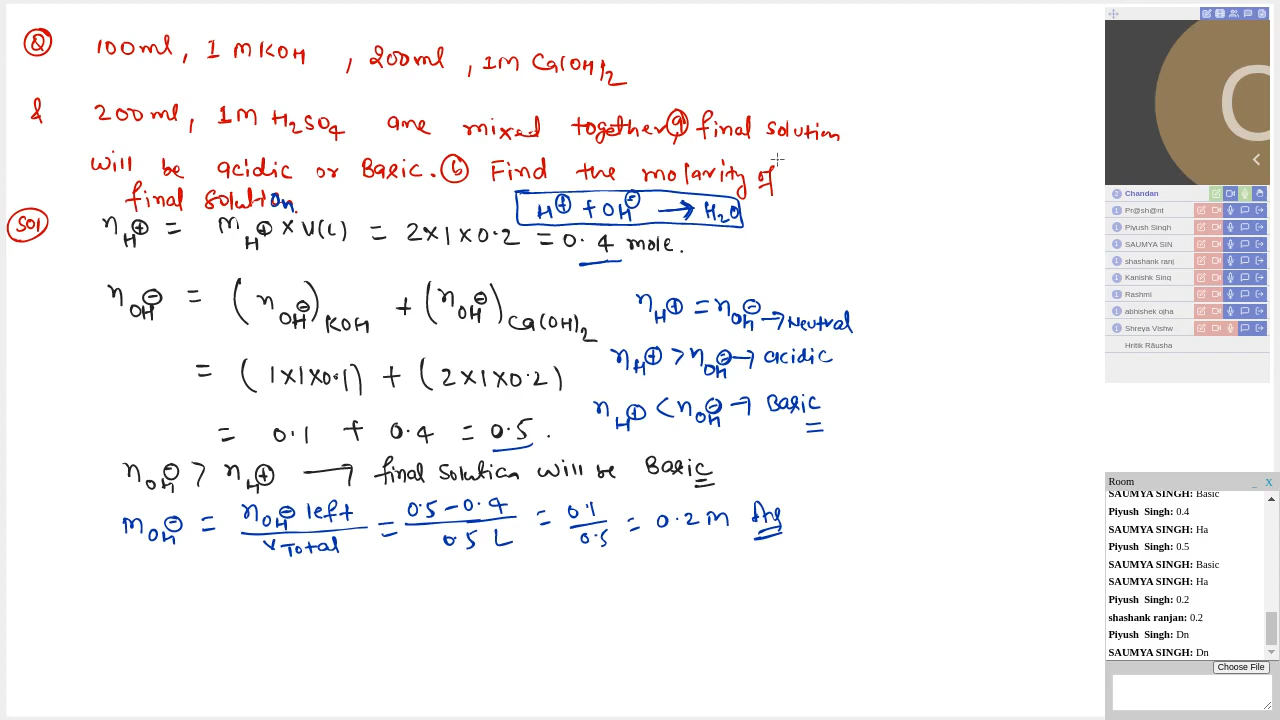 Q 100ml, 1 M KOH , 200ml, 1M Ca(OH)2
& 200ml, 1M H2SO4 are mixed together, (a) final solution
will be acidic or Basic. (b) Find the molarity of
final solution.
H⊕ + OH⊖ → H2O
Sol nH⊕ = MH⊕ × V(L) = 2×1×0.2 = 0.4 mole.
nOH⊖ = (nOH⊖)KOH + (nOH⊖)Ca(OH)2
= (1×1×0.1) + (2×1×0.2)
= 0.1 + 0.4 = 0.5.
nH⊕ = nOH⊖ → Neutral
nH⊕ > nOH⊖ → acidic
nH⊕ < nOH⊖ → Basic
nOH⊖ > nH⊕ → final solution will be Basic
MOH⊖ = nOH⊖ left / VTotal = 0.5-0.4 / 0.5 L = 0.1 / 0.5 = 0.2 M Ans
C
Chandan
Pr@sh@nt
Piyush Singh
SAUMYA SIN
shashank ranj
Kanishk Sing
Rashmi
abhishek ojha
Shreya Vishw
Hritik Räusha
Room _ X
SAUMYA SINGH: Basic
Piyush Singh: 0.4
SAUMYA SINGH: Ha
Piyush Singh: 0.5
SAUMYA SINGH: Basic
SAUMYA SINGH: Ha
Piyush Singh: 0.2
shashank ranjan: 0.2
Piyush Singh: Dn
SAUMYA SINGH: Dn
Choose File